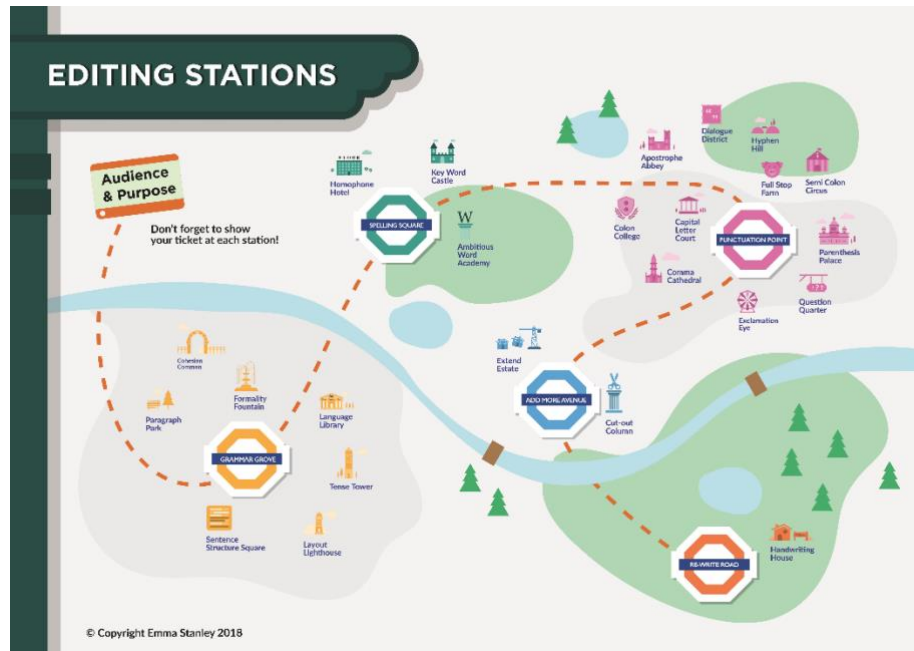 EDITING STATIONS
Audience
& Purpose
Don't forget to show
your ticket at each station!
HOTEL
Homophone
Hotel
Key Word
Castle
SPELLING SQUARE
W
Ambitious
Word
Academy
Apostrophe
Abbey
Dialogue
District
Hyphen
Hill
Full Stop
Farm
Semi Colon
Circus
Colon
College
Capital
Letter
Court
PUNCTUATION POINT
Parenthesis
Palace
Comma
Cathedral
Exclamation
Eye
Question
Quarter
Cohesion
Common
Formality
Fountain
Paragraph
Park
Language
Library
GRAMMAR GROVE
Tense Tower
Sentence
Structure Square
Layout
Lighthouse
Extend
Estate
ADD MORE AVENUE
Cut-out
Column
Handwriting
House
RE-WRITE ROAD
© Copyright Emma Stanley 2018